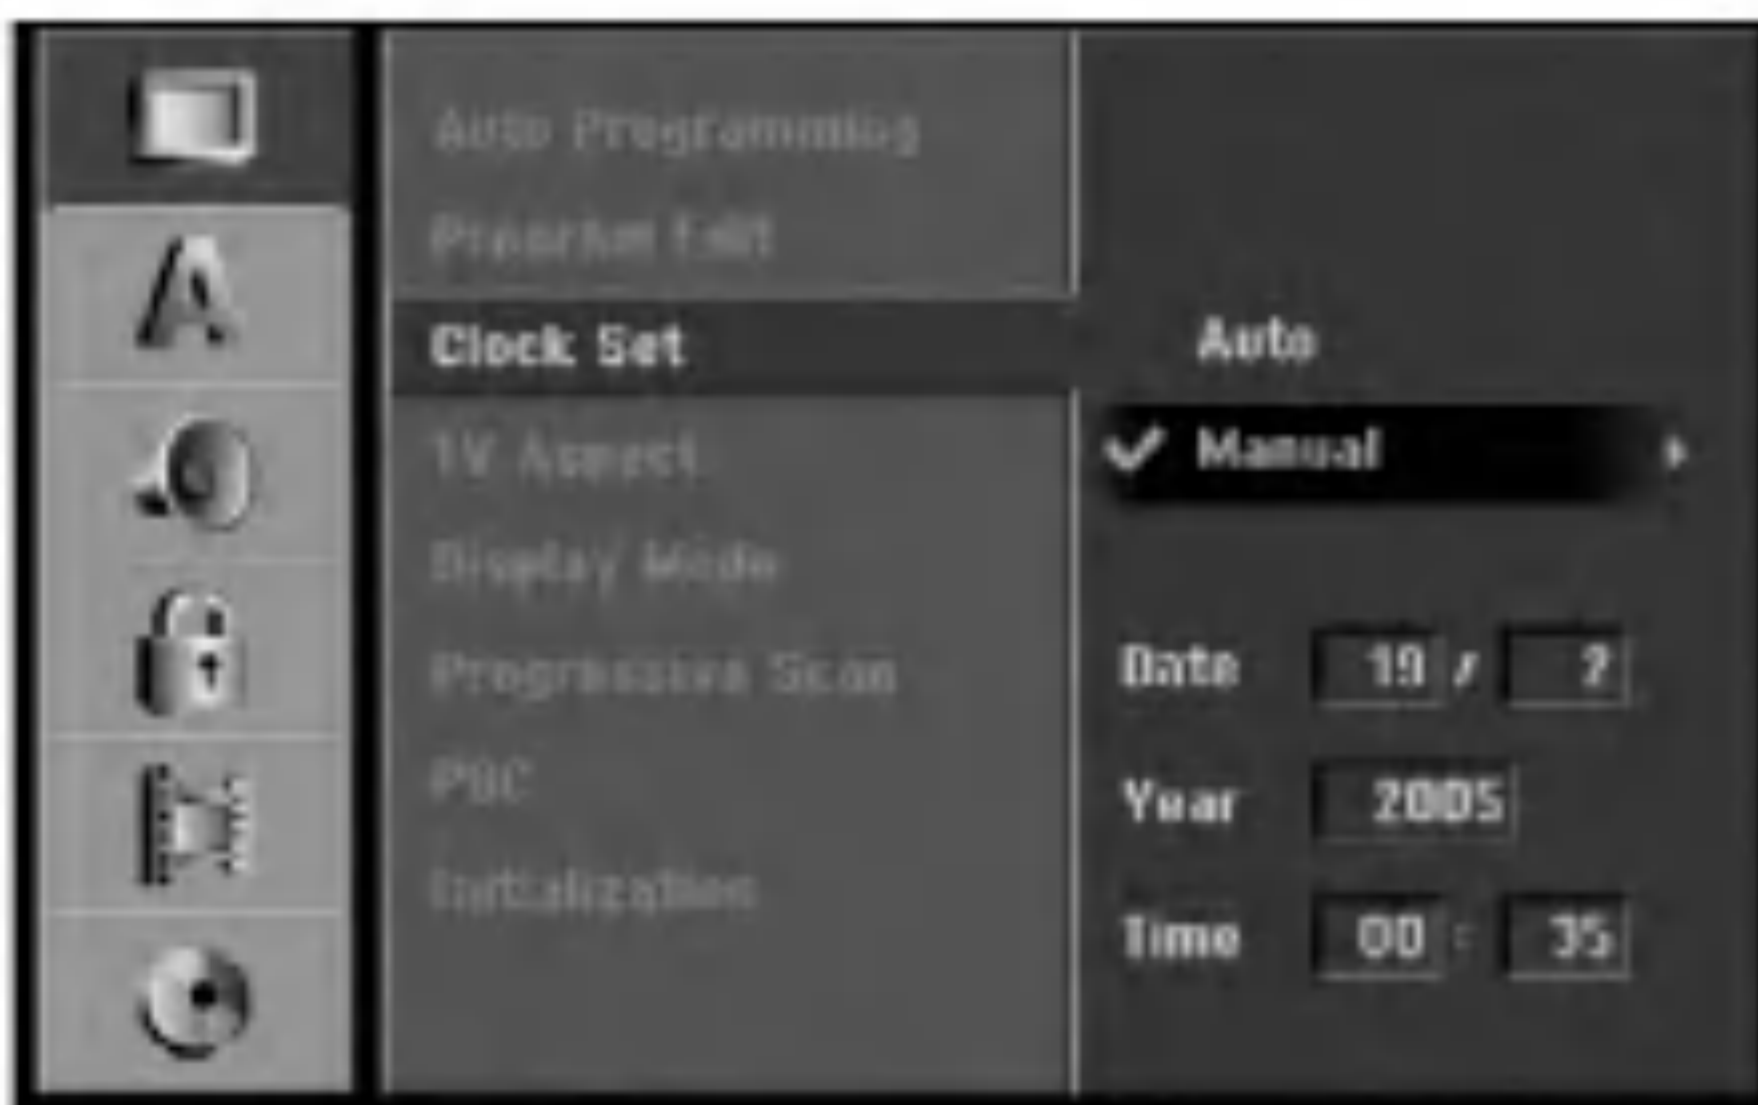 Auto Programming
Program Edit
Clock Set
TV Aspect
Display Mode
Progressive Scan
PBC
Initialization
Auto
Manual
Date 19 / 2
Year 2005
Time 00 : 35